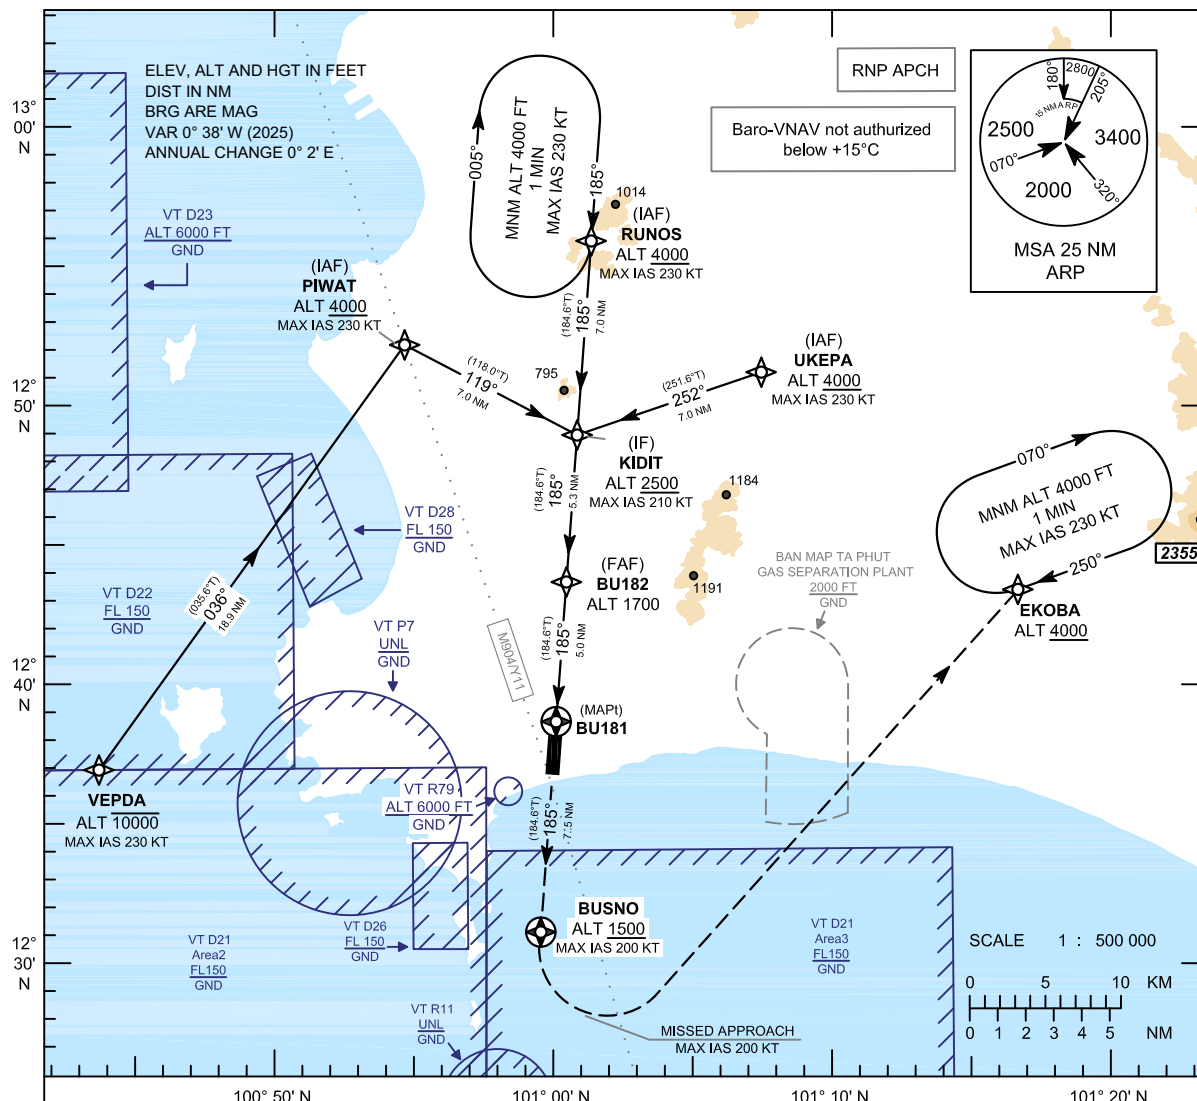 ELEV, ALT AND HGT IN FEET
DIST IN NM
BRG ARE MAG
VAR 0° 38' W (2025)
ANNUAL CHANGE 0° 2' E
RNP APCH
Baro-VNAV not authurized
below +15°C
180°
2800
205°
15 NM ARP
2500
3400
070°
2000
320°
MSA 25 NM
ARP
13°
00'
N
12°
50'
N
12°
40'
N
12°
30'
N
005°
MNM ALT 4000 FT
1 MIN
MAX IAS 230 KT
185°
1014
(IAF)
RUNOS
ALT 4000
MAX IAS 230 KT
VT D23
ALT 6000 FT
GND
(IAF)
PIWAT
ALT 4000
MAX IAS 230 KT
(184.6°T)
185°
7.0 NM
(118.0°T)
119°
7.0 NM
795
(IAF)
UKEPA
ALT 4000
MAX IAS 230 KT
(251.6°T)
252°
7.0 NM
(IF)
KIDIT
ALT 2500
MAX IAS 210 KT
(184.6°T)
185°
5.3 NM
1184
1191
070°
MNM ALT 4000 FT
1 MIN
MAX IAS 230 KT
250°
2355
EKOBA
ALT 4000
VT D28
FL 150
GND
(FAF)
BU182
ALT 1700
BAN MAP TA PHUT
GAS SEPARATION PLANT
2000 FT
GND
VT D22
FL 150
GND
(035.6°T)
036°
18.9 NM
VT P7
UNL
GND
M904/Y11
(184.6°T)
185°
5.0 NM
(MAPt)
BU181
VEPDA
ALT 10000
MAX IAS 230 KT
VT R79
ALT 6000 FT
GND
(184.6°T)
185°
7.5 NM
BUSNO
ALT 1500
MAX IAS 200 KT
VT D26
FL 150
GND
VT D21
Area2
FL150
GND
VT D21
Area3
FL150
GND
VT R11
UNL
GND
MISSED APPROACH
MAX IAS 200 KT
SCALE 1 : 500 000
0 5 10 KM
0 1 2 3 4 5 NM
100° 50' E
101° 00' E
101° 10' E
101° 20' E